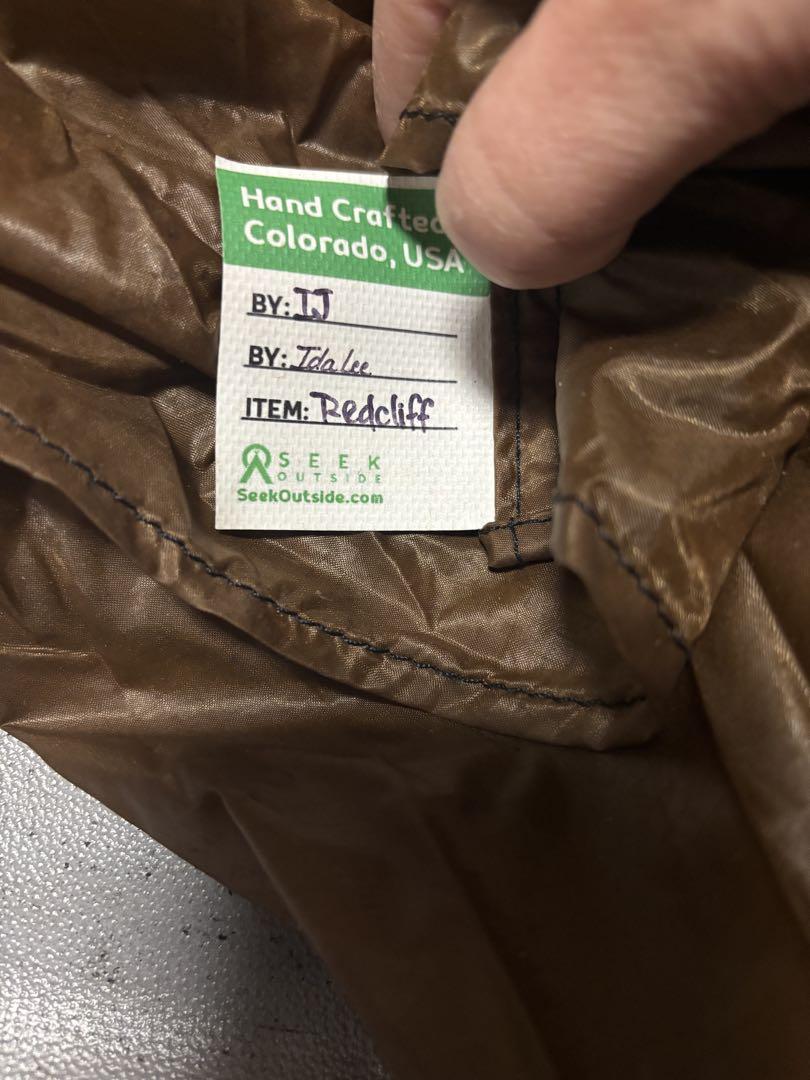 Hand Crafted
Colorado, USA
BY: IJ
BY: Idalee
ITEM: Redcliff
SEEK
OUTSIDE
SeekOutside.com